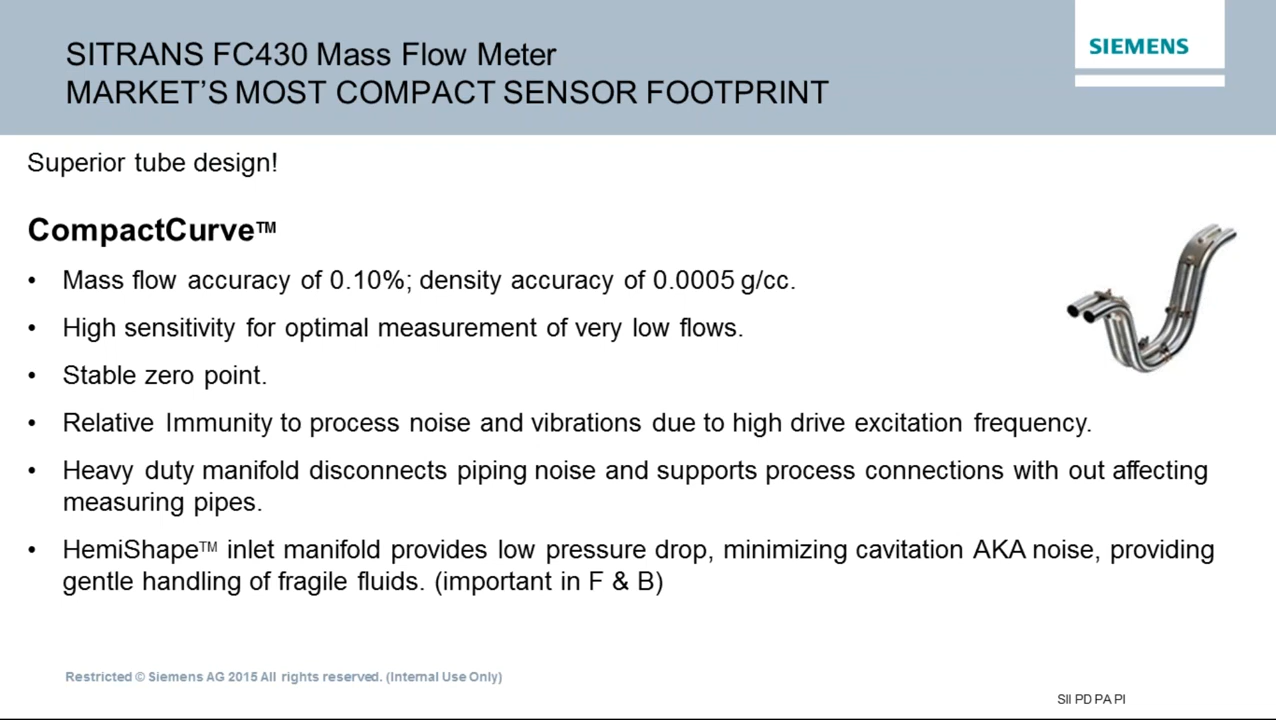 SITRANS FC430 Mass Flow Meter
MARKET'S MOST COMPACT SENSOR FOOTPRINT
SIEMENS
Superior tube design!
CompactCurve™
• Mass flow accuracy of 0.10%; density accuracy of 0.0005 g/cc.
• High sensitivity for optimal measurement of very low flows.
• Stable zero point.
• Relative Immunity to process noise and vibrations due to high drive excitation frequency.
• Heavy duty manifold disconnects piping noise and supports process connections with out affecting
measuring pipes.
• HemiShape™ inlet manifold provides low pressure drop, minimizing cavitation AKA noise, providing
gentle handling of fragile fluids. (important in F & B)
Restricted © Siemens AG 2015 All rights reserved. (Internal Use Only)
SII PD PA PI